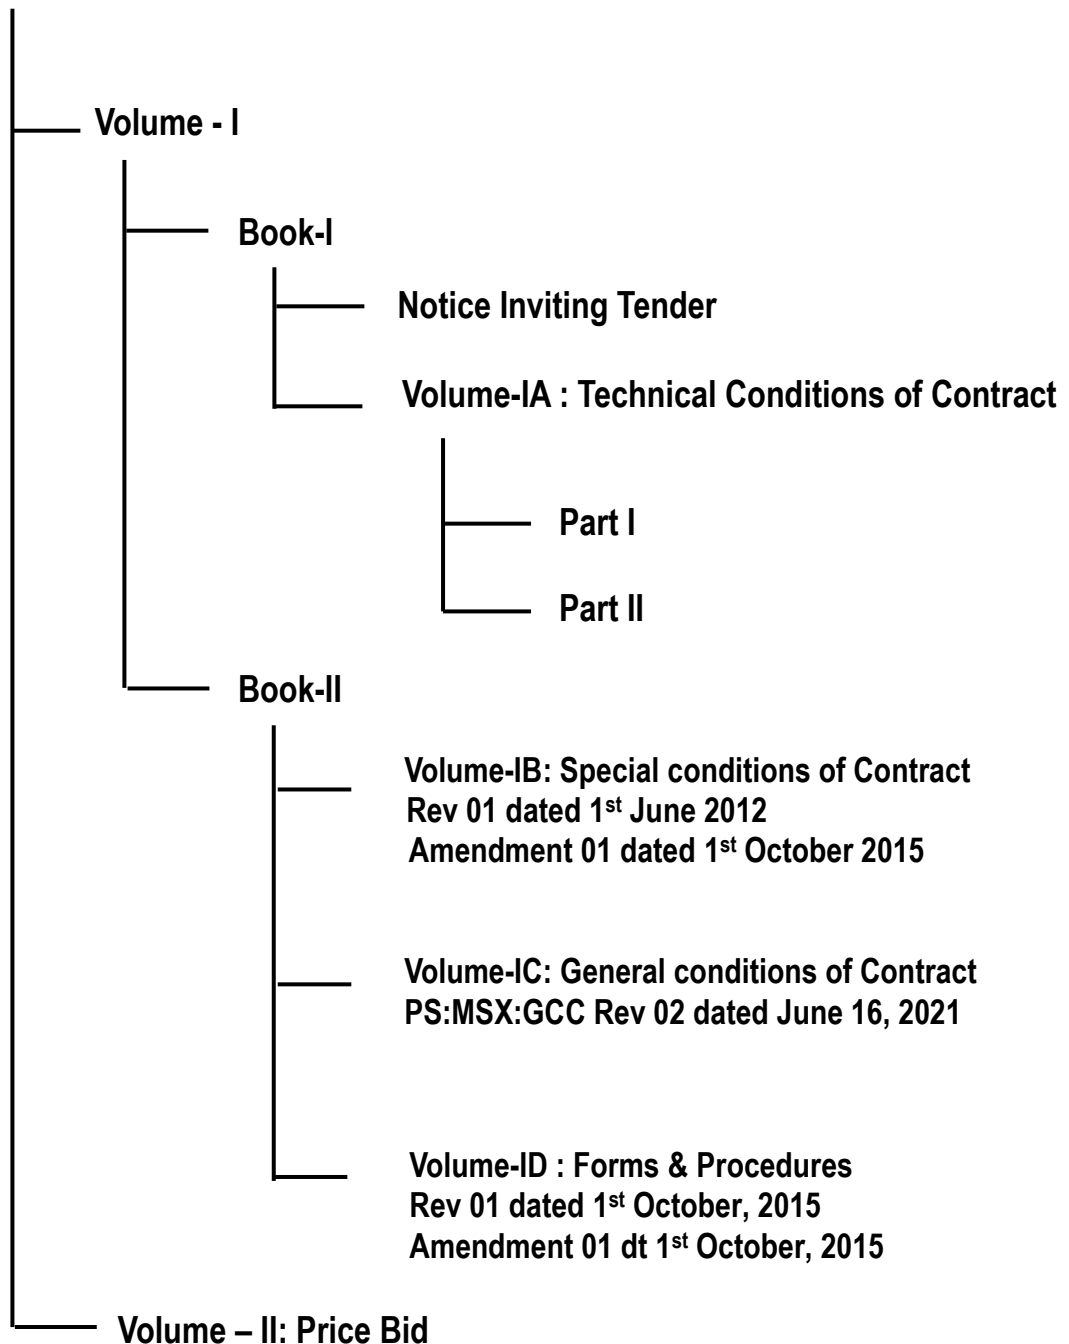 Volume - I
Book-I
Notice Inviting Tender
Volume-IA : Technical Conditions of Contract
Part I
Part II
Book-II
Volume-IB: Special conditions of Contract
Rev 01 dated 1st June 2012
Amendment 01 dated 1st October 2015
Volume-IC: General conditions of Contract
PS:MSX:GCC Rev 02 dated June 16, 2021
Volume-ID : Forms & Procedures
Rev 01 dated 1st October, 2015
Amendment 01 dt 1st October, 2015
Volume – II: Price Bid